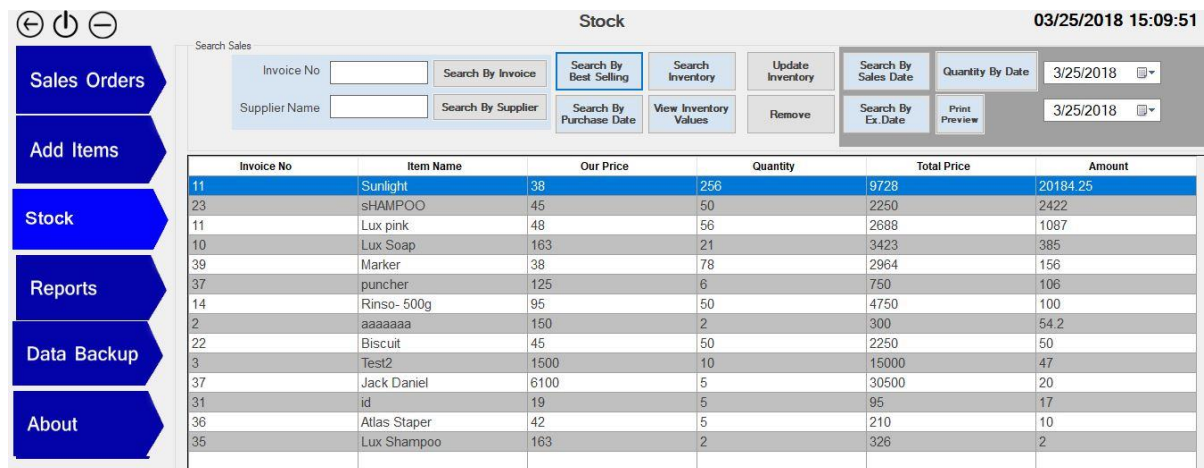 Stock
03/25/2018 15:09:51
Sales Orders
Add Items
Stock
Reports
Data Backup
About
Search Sales
Invoice No
Search By Invoice
Supplier Name
Search By Supplier
Search By
Best Selling
Search
Inventory
Update
Inventory
Search By
Sales Date
Quantity By Date
3/25/2018
Search By
Purchase Date
View Inventory
Values
Remove
Search By
Ex.Date
Print
Preview
3/25/2018
Invoice No Item Name Our Price Quantity Total Price Amount
11 Sunlight 38 256 9728 20184.25
23 sHAMPOO 45 50 2250 2422
11 Lux pink 48 56 2688 1087
10 Lux Soap 163 21 3423 385
39 Marker 38 78 2964 156
37 puncher 125 6 750 106
14 Rinso- 500g 95 50 4750 100
2 aaaaaaa 150 2 300 54.2
22 Biscuit 45 50 2250 50
3 Test2 1500 10 15000 47
37 Jack Daniel 6100 5 30500 20
31 id 19 5 95 17
36 Atlas Staper 42 5 210 10
35 Lux Shampoo 163 2 326 2